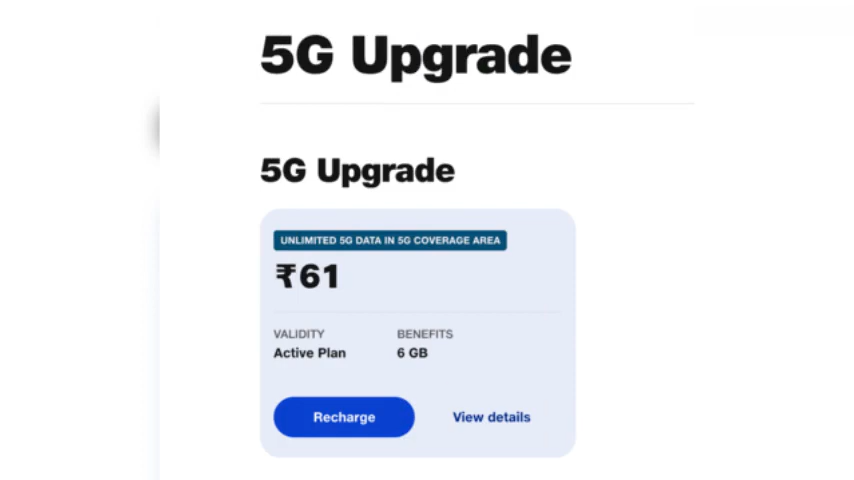 5G Upgrade
5G Upgrade
UNLIMITED 5G DATA IN 5G COVERAGE AREA
₹61
VALIDITY BENEFITS
Active Plan 6 GB
Recharge View details